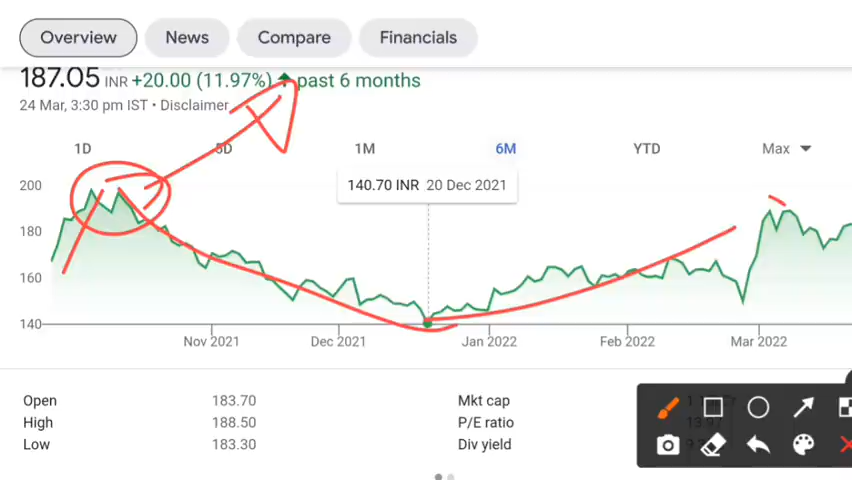 Overview News Compare Financials
187.05 INR +20.00 (11.97%) past 6 months
24 Mar, 3:30 pm IST • Disclaimer
1D 5D 1M 6M YTD Max
140.70 INR 20 Dec 2021
200
180
160
140
Nov 2021 Dec 2021 Jan 2022 Feb 2022 Mar 2022
Open 183.70 Mkt cap
High 188.50 P/E ratio 13.97
Low 183.30 Div yield